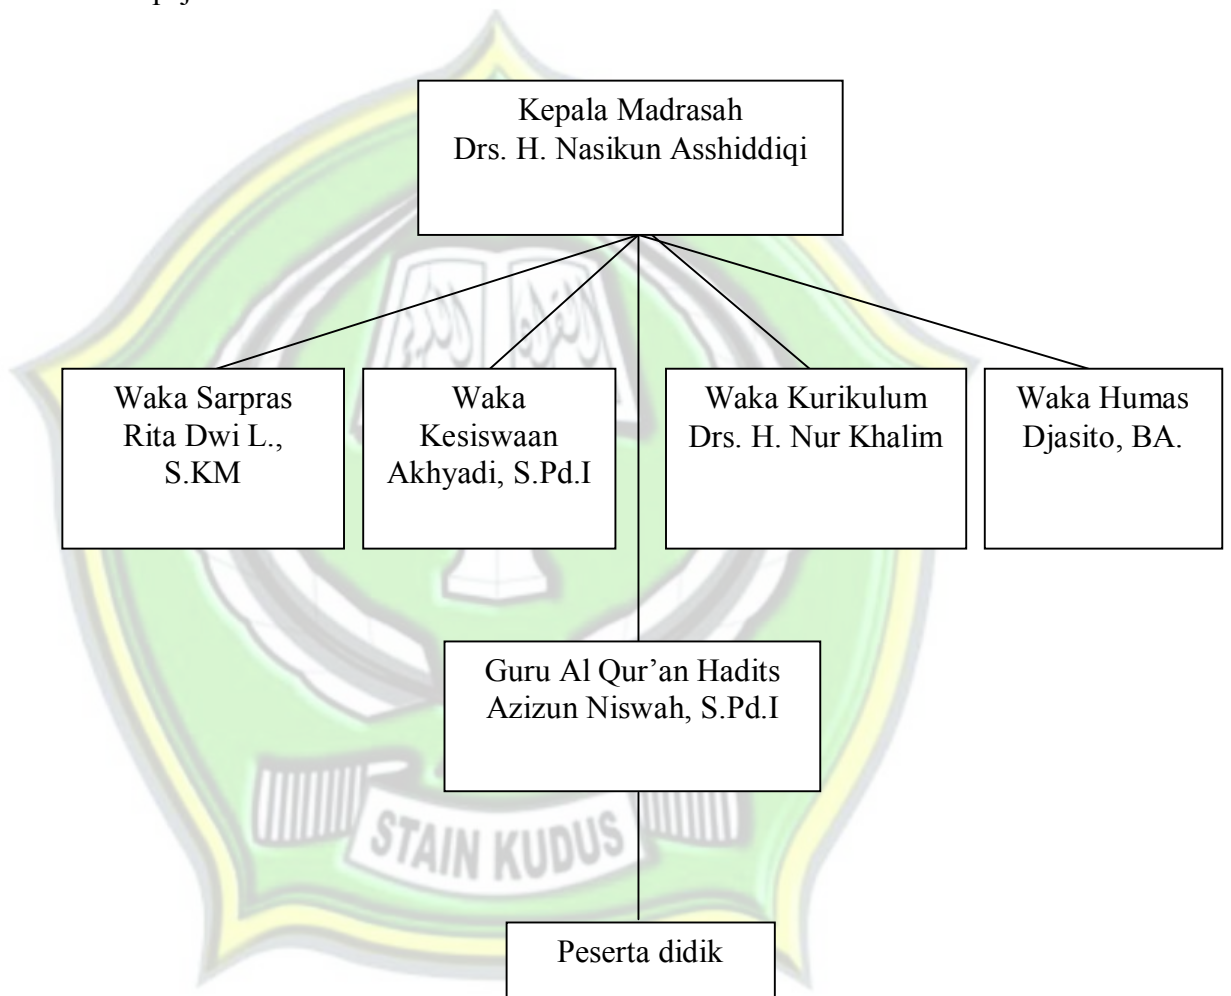 Kepala Madrasah
Drs. H. Nasikun Asshiddiqi
Waka Sarpras
Rita Dwi L.,
S.KM
Waka
Kesiswaan
Akhyadi, S.Pd.I
Waka Kurikulum
Drs. H. Nur Khalim
Waka Humas
Djasito, BA.
Guru Al Qur’an Hadits
Azizun Niswah, S.Pd.I
STAIN KUDUS
Peserta didik